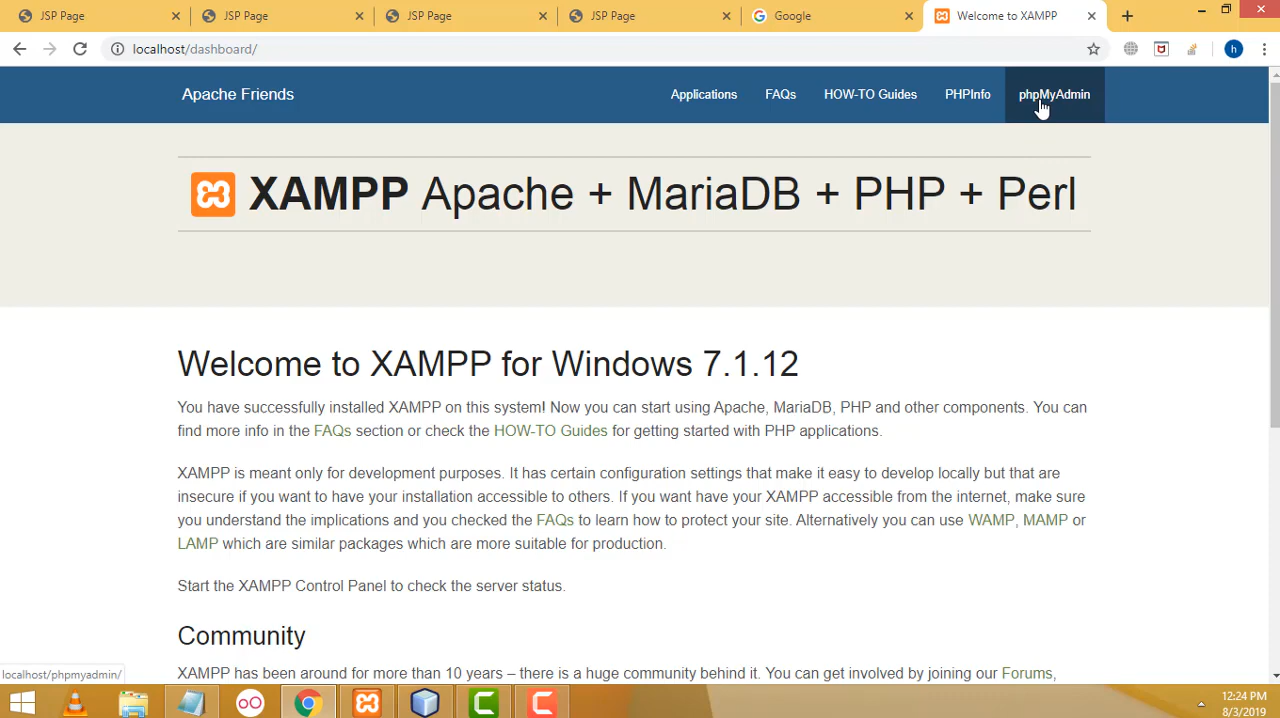 JSP Page JSP Page JSP Page JSP Page Google Welcome to XAMPP
localhost/dashboard/
h
Apache Friends Applications FAQs HOW-TO Guides PHPInfo phpMyAdmin
XAMPP Apache + MariaDB + PHP + Perl
Welcome to XAMPP for Windows 7.1.12
You have successfully installed XAMPP on this system! Now you can start using Apache, MariaDB, PHP and other components. You can
find more info in the FAQs section or check the HOW-TO Guides for getting started with PHP applications.
XAMPP is meant only for development purposes. It has certain configuration settings that make it easy to develop locally but that are
insecure if you want to have your installation accessible to others. If you want have your XAMPP accessible from the internet, make sure
you understand the implications and you checked the FAQs to learn how to protect your site. Alternatively you can use WAMP, MAMP or
LAMP which are similar packages which are more suitable for production.
Start the XAMPP Control Panel to check the server status.
Community
XAMPP has been around for more than 10 years – there is a huge community behind it. You can get involved by joining our Forums,
localhost/phpmyadmin/
12:24 PM
8/3/2019